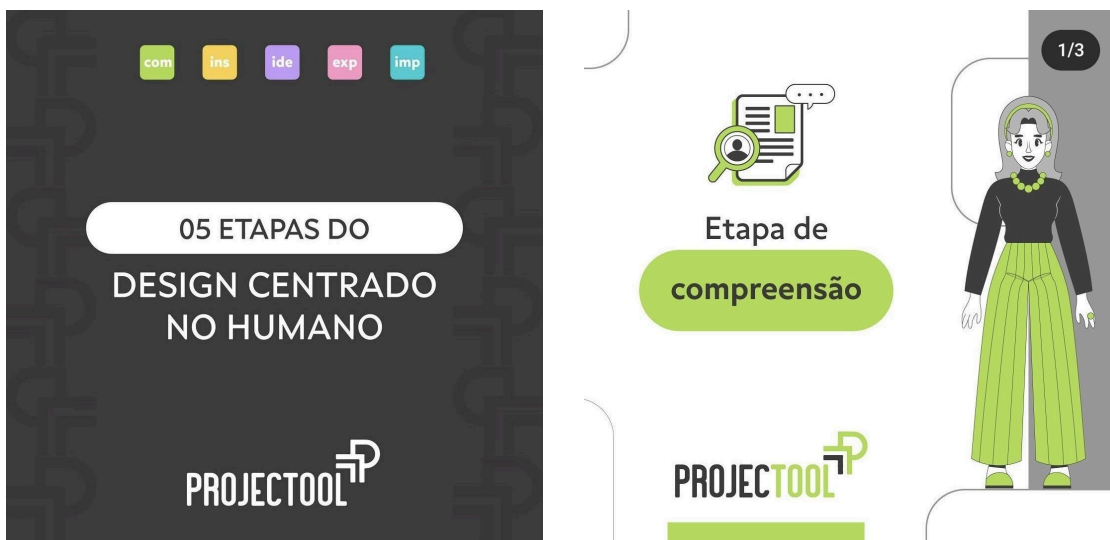 com ins ide exp imp
05 ETAPAS DO
DESIGN CENTRADO
NO HUMANO
PROJECTOOL
1/3
Etapa de
compreensão
PROJECTOOL